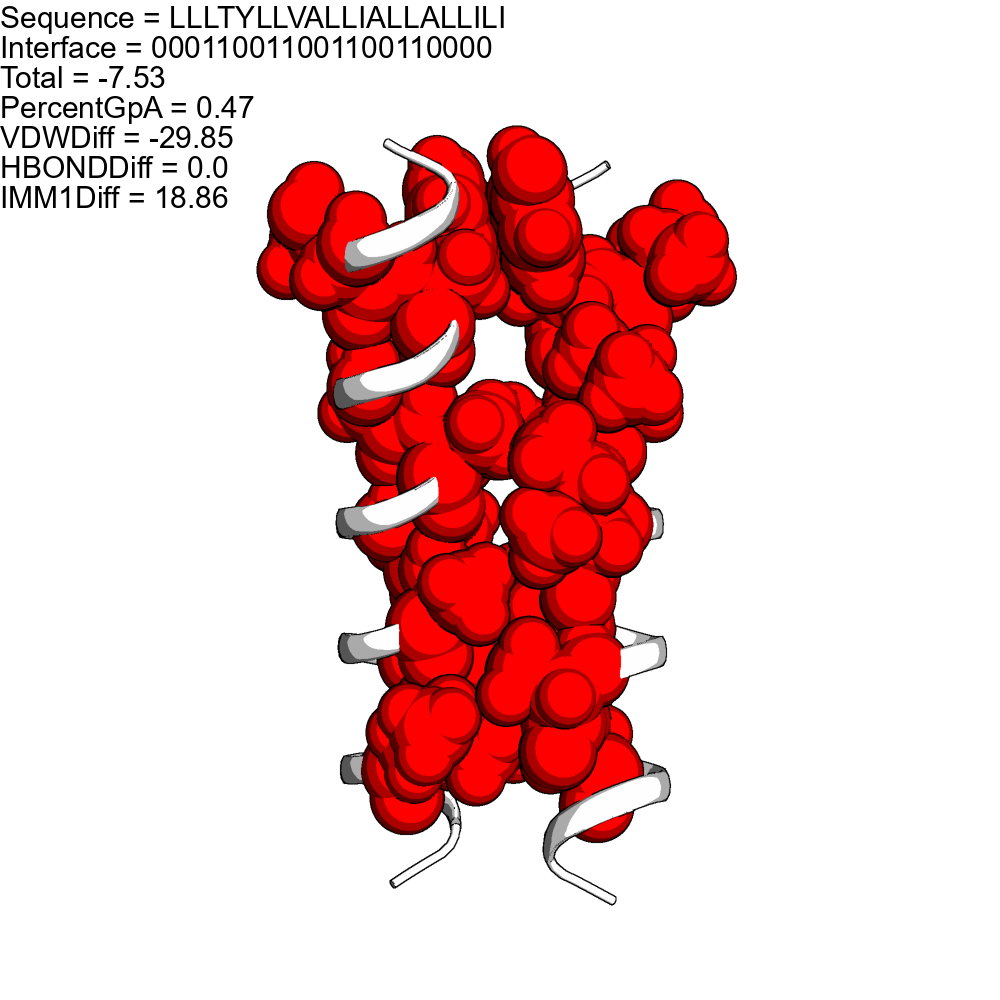 Sequence = LLLTYLLVALLIALLALLILI
Interface = 000110011001100110000
Total = -7.53
PercentGpA = 0.47
VDWDiff = -29.85
HBONDDiff = 0.0
IMM1Diff = 18.86